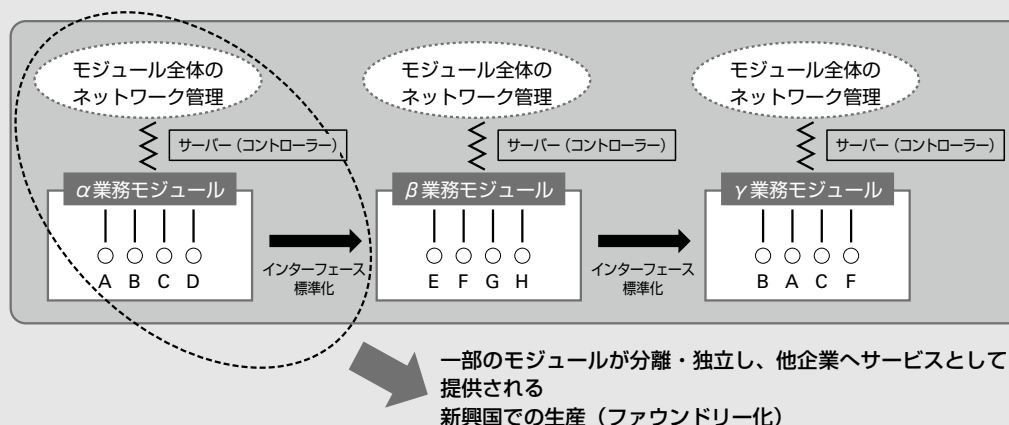 モジュール全体の
ネットワーク管理
サーバー（コントローラー）
α業務モジュール
A B C D
インターフェース
標準化
モジュール全体の
ネットワーク管理
サーバー（コントローラー）
β業務モジュール
E F G H
インターフェース
標準化
モジュール全体の
ネットワーク管理
サーバー（コントローラー）
γ業務モジュール
B A C F
一部のモジュールが分離・独立し、他企業へサービスとして
提供される
新興国での生産（ファウンドリー化）